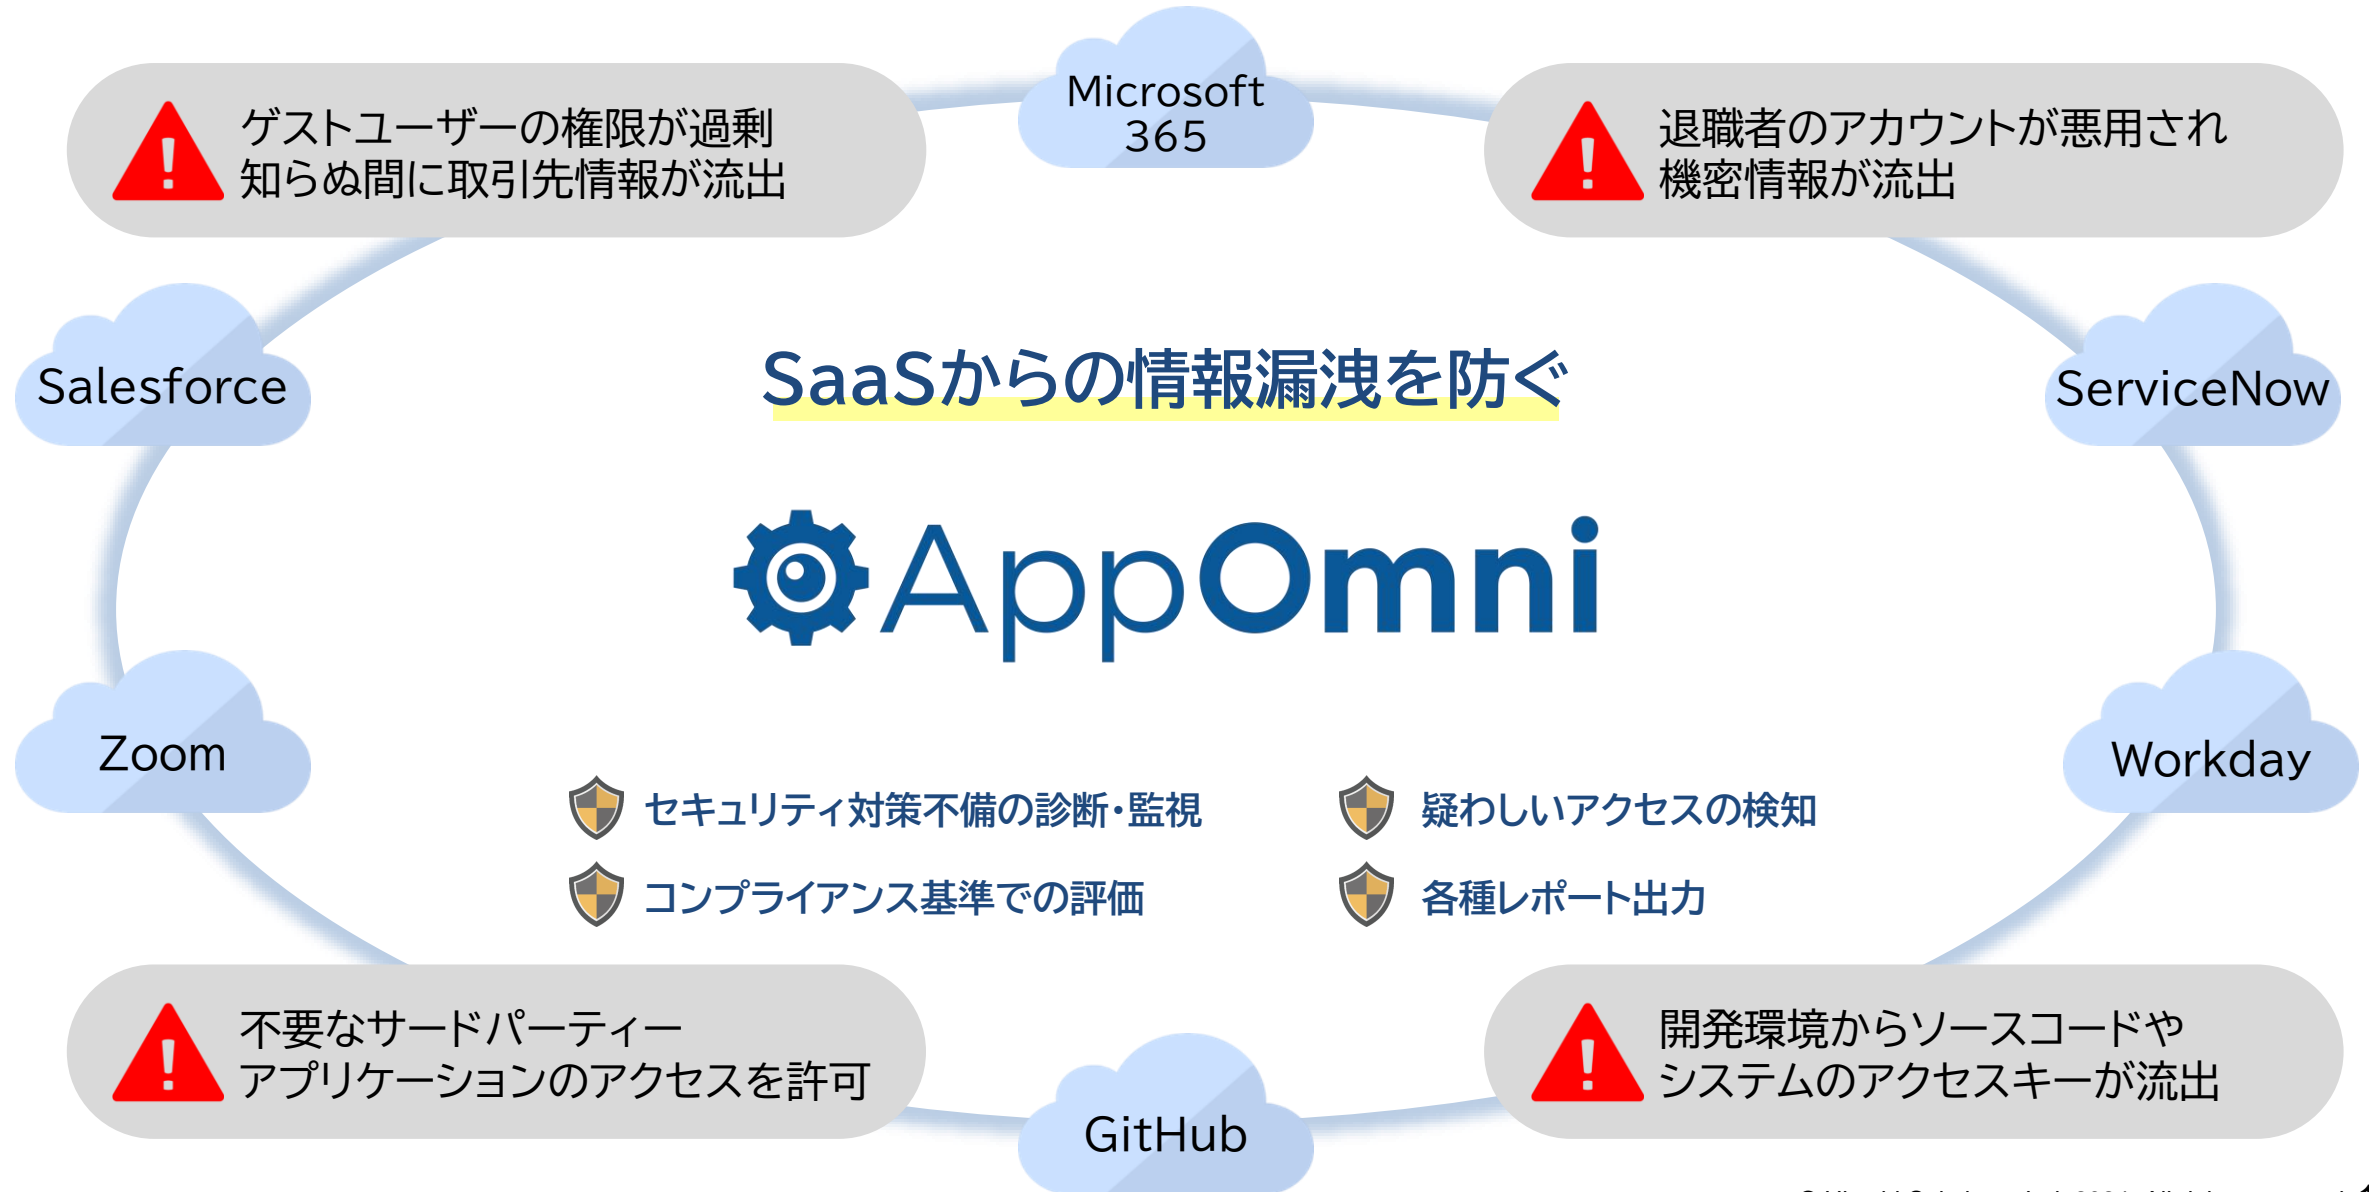 Microsoft
365
ゲストユーザーの権限が過剰
知らぬ間に取引先情報が流出
退職者のアカウントが悪用され
機密情報が流出
Salesforce
SaaSからの情報漏洩を防ぐ
ServiceNow
AppOmni
Zoom
Workday
セキュリティ対策不備の診断・監視
疑わしいアクセスの検知
コンプライアンス基準での評価
各種レポート出力
不要なサードパーティー
アプリケーションのアクセスを許可
開発環境からソースコードや
システムのアクセスキーが流出
GitHub